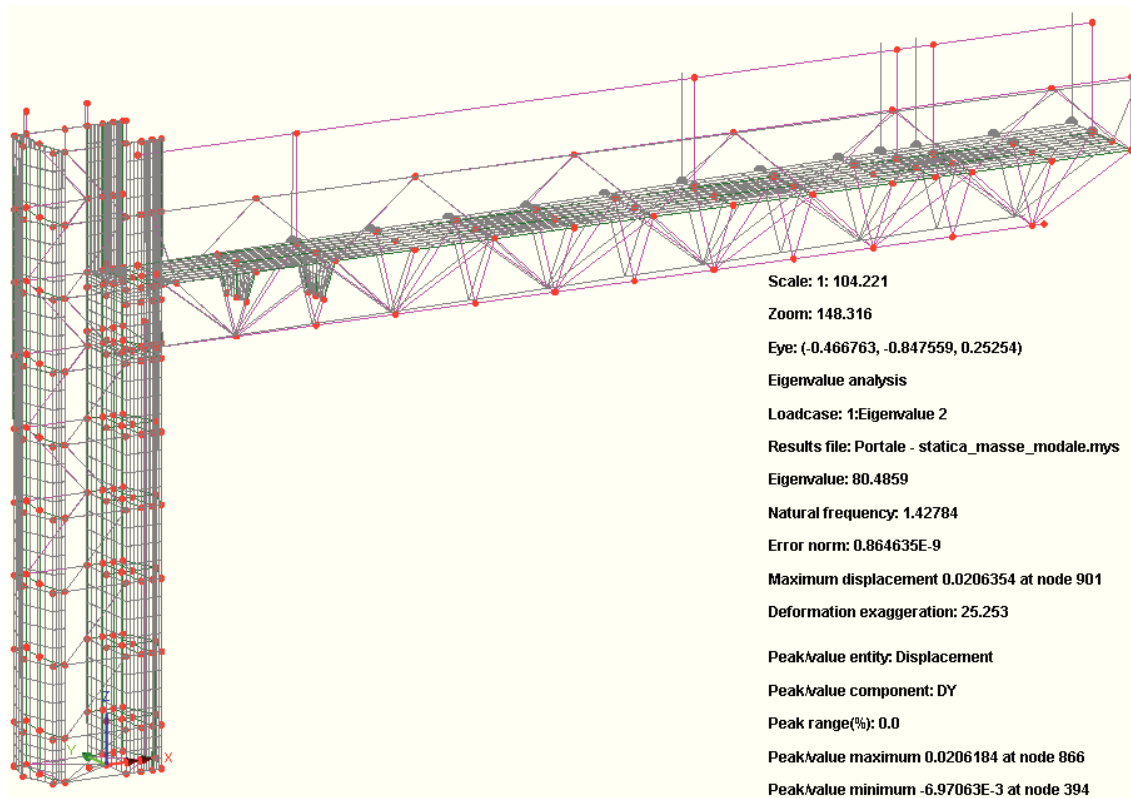 Scale: 1: 104.221
Zoom: 148.316
Eye: (-0.466763, -0.847559, 0.25254)
Eigenvalue analysis
Loadcase: 1:Eigenvalue 2
Results file: Portale - statica_masse_modale.mys
Eigenvalue: 80.4859
Natural frequency: 1.42784
Error norm: 0.864635E-9
Maximum displacement 0.0206354 at node 901
Deformation exaggeration: 25.253
Peak/value entity: Displacement
Peak/value component: DY
Peak range(%): 0.0
Peak/value maximum 0.0206184 at node 866
Peak/value minimum -6.97063E-3 at node 394
Z
Y
X